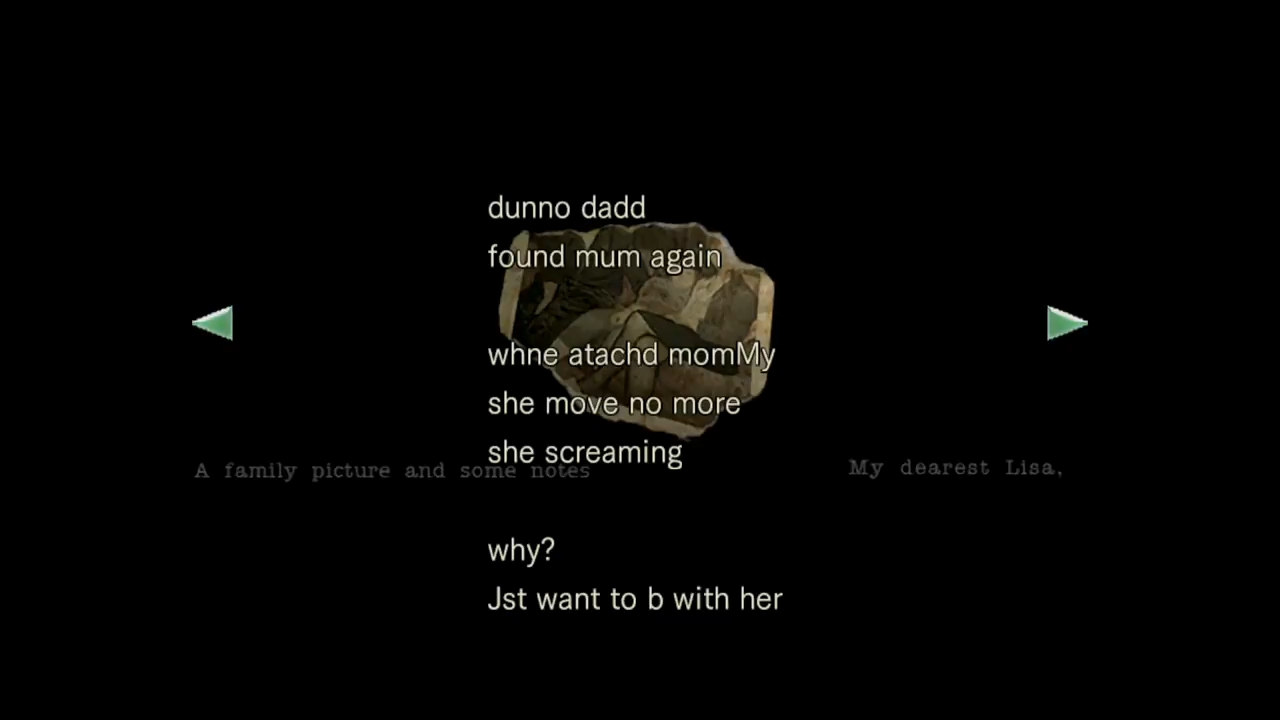 dunno dadd
found mum again
whne atachd momMy
she move no more
she screaming
A family picture and some notes
My dearest Lisa,
why?
Jst want to b with her